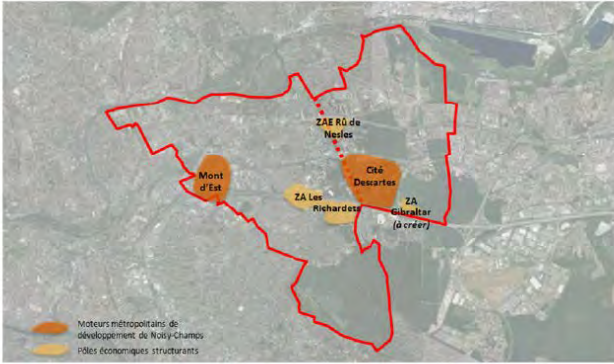 ZAE Rû de
Nesles
Mont
d'Est
Cité
Descartes
ZA Les
Richardets
ZA
Gibraltar
(à créer)
Moteurs métropolitains de
développement de Noisy-Champs
Pôles économiques structurants